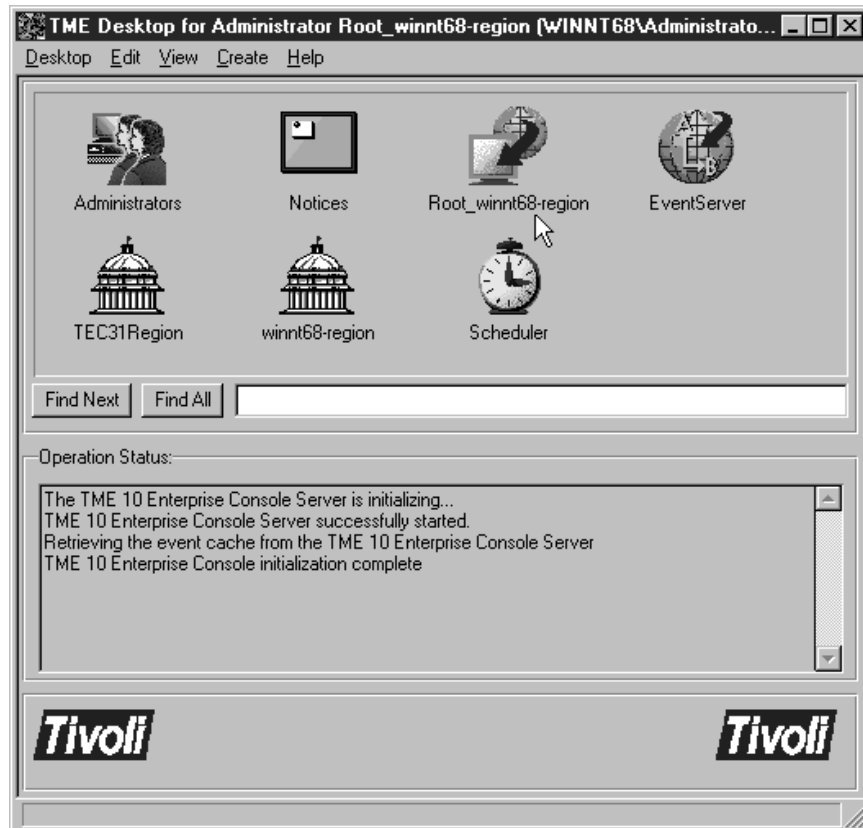 TME Desktop for Administrator Root_winnt68-region (WINNT68\Administrato...
Desktop Edit View Create Help
Administrators Notices Root_winnt68-region EventServer
TEC31Region winnt68-region Scheduler
Find Next Find All
Operation Status:
The TME 10 Enterprise Console Server is initializing...
TME 10 Enterprise Console Server successfully started.
Retrieving the event cache from the TME 10 Enterprise Console Server
TME 10 Enterprise Console initialization complete
Tivoli Tivoli